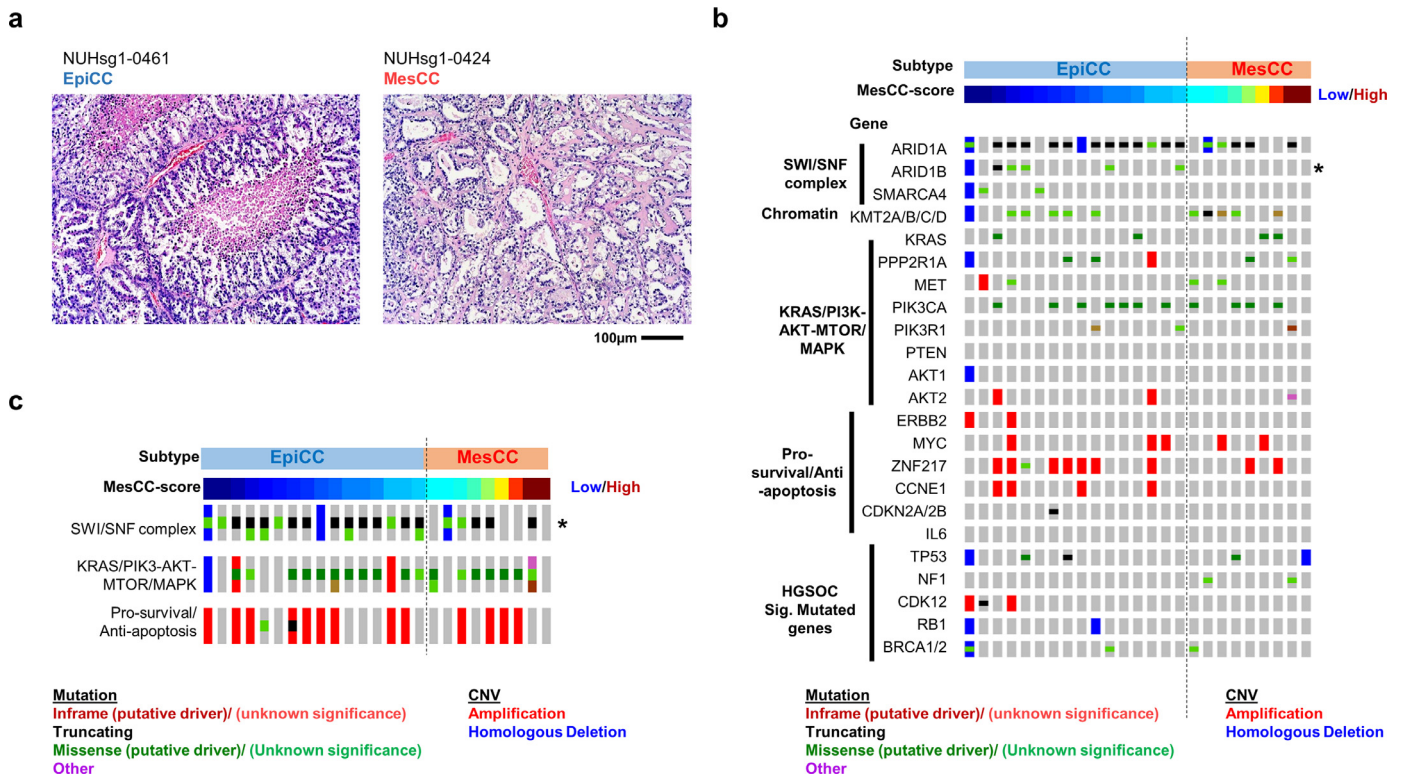 a
NUHsg1-0461
EpiCC
NUHsg1-0424
MesCC
100µm
b
Subtype
EpiCC
MesCC
MesCC-score
Low/High
Gene
SWI/SNF
complex
ARID1A
ARID1B
*
SMARCA4
Chromatin
KMT2A/B/C/D
KRAS/PI3K-
AKT-MTOR/
MAPK
KRAS
PPP2R1A
MET
PIK3CA
PIK3R1
PTEN
AKT1
AKT2
Pro-
survival/Anti
-apoptosis
ERBB2
MYC
ZNF217
CCNE1
CDKN2A/2B
IL6
HGSOC
Sig. Mutated
genes
TP53
NF1
CDK12
RB1
BRCA1/2
Mutation
Inframe (putative driver)/ (unknown significance)
Truncating
Missense (putative driver)/ (Unknown significance)
Other
CNV
Amplification
Homologous Deletion
c
Subtype
EpiCC
MesCC
MesCC-score
Low/High
SWI/SNF complex
*
KRAS/PIK3-AKT-
MTOR/MAPK
Pro-survival/
Anti-apoptosis
Mutation
Inframe (putative driver)/ (unknown significance)
Truncating
Missense (putative driver)/ (Unknown significance)
Other
CNV
Amplification
Homologous Deletion